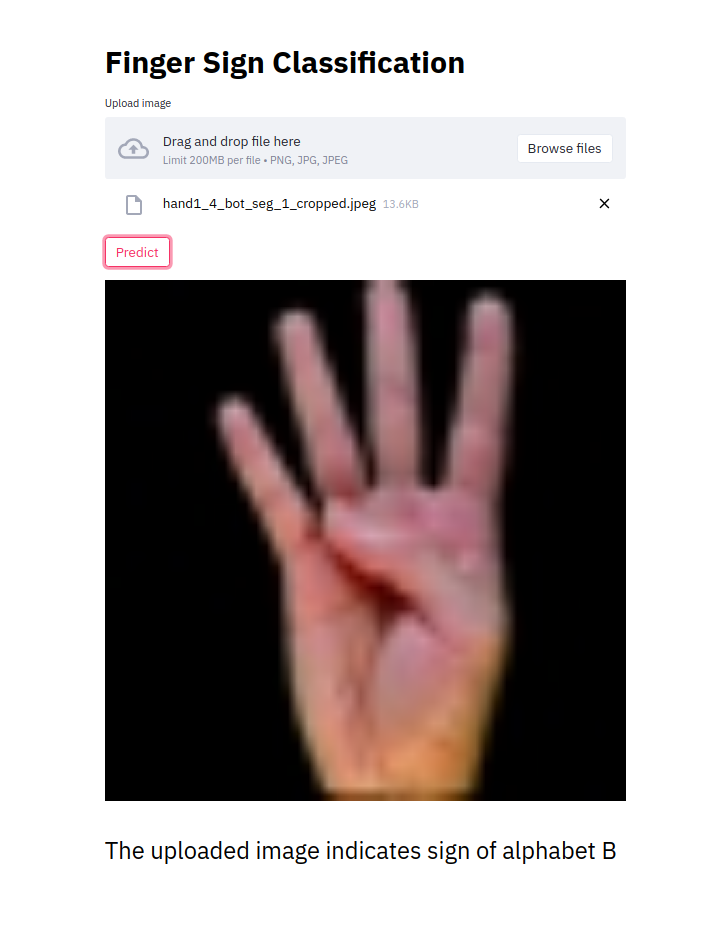 Finger Sign Classification
Upload image
Drag and drop file here
Limit 200MB per file • PNG, JPG, JPEG
Browse files
hand1_4_bot_seg_1_cropped.jpeg 13.6KB
Predict
The uploaded image indicates sign of alphabet B